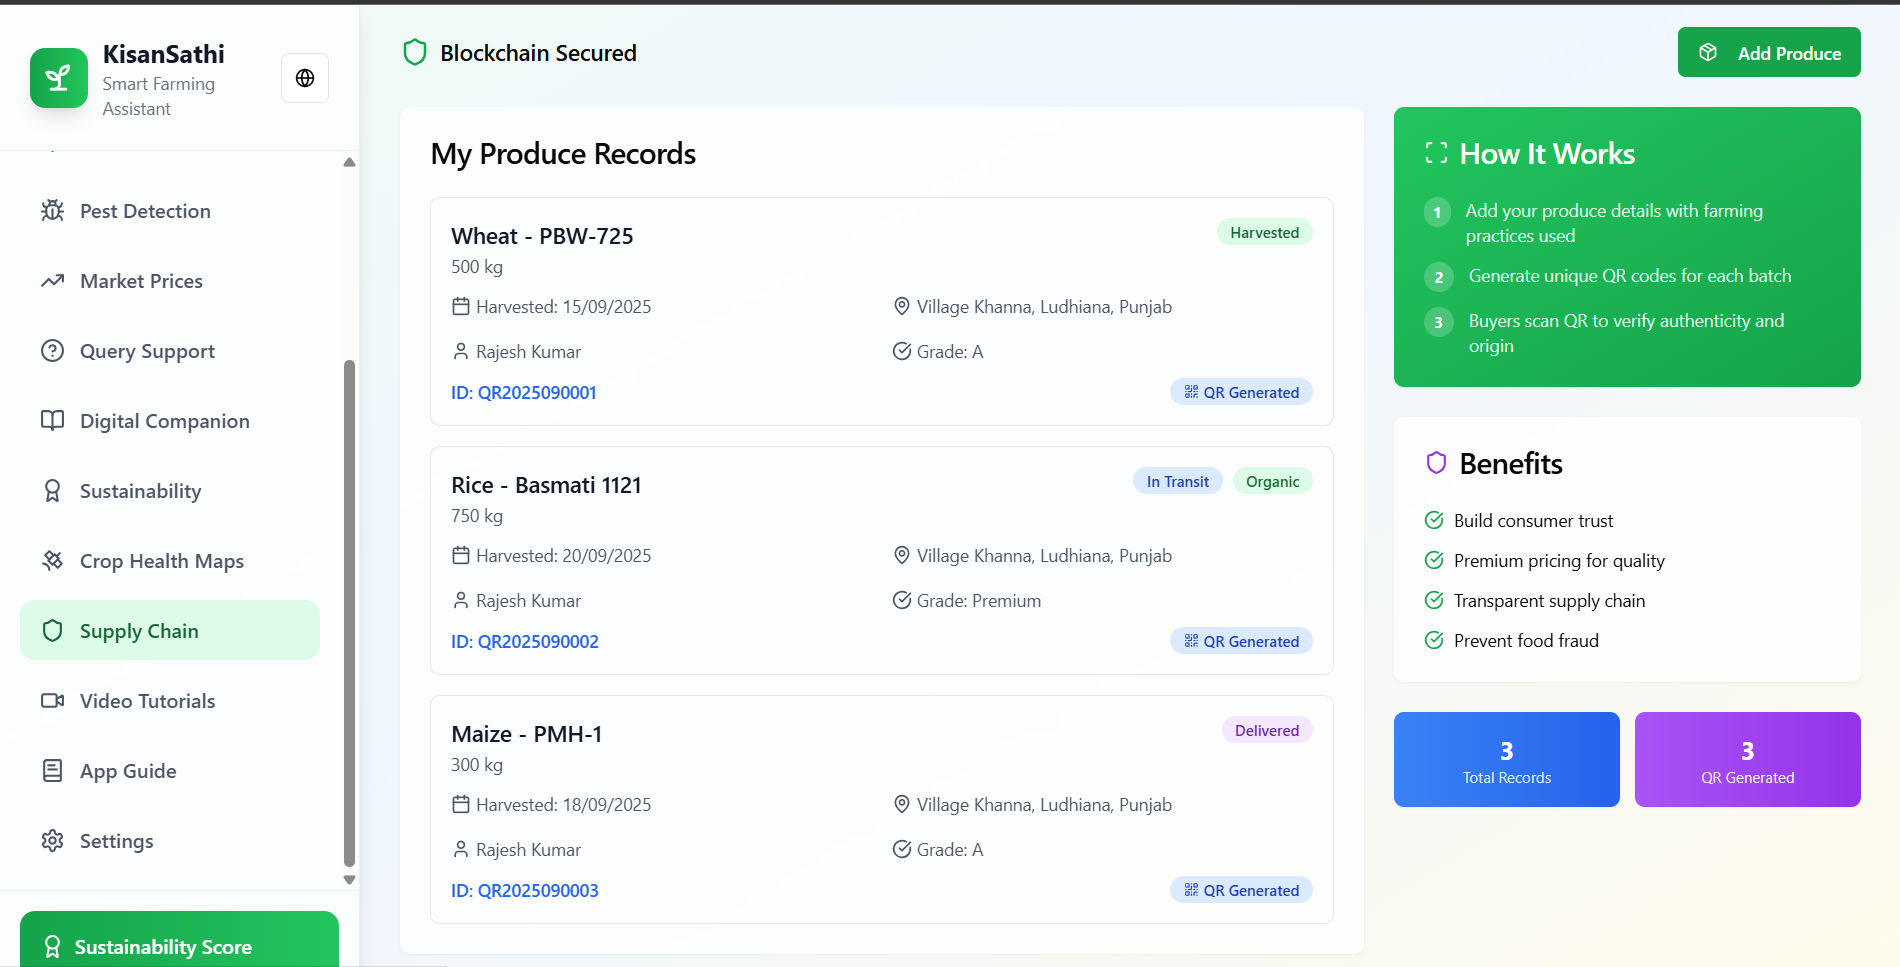 KisanSathi
Smart Farming
Assistant
Pest Detection
Market Prices
Query Support
Digital Companion
Sustainability
Crop Health Maps
Supply Chain
Video Tutorials
App Guide
Settings
Sustainability Score
Blockchain Secured
Add Produce
My Produce Records
Wheat - PBW-725
Harvested
500 kg
Harvested: 15/09/2025
Village Khanna, Ludhiana, Punjab
Rajesh Kumar
Grade: A
ID: QR2025090001
QR Generated
Rice - Basmati 1121
In Transit
Organic
750 kg
Harvested: 20/09/2025
Village Khanna, Ludhiana, Punjab
Rajesh Kumar
Grade: Premium
ID: QR2025090002
QR Generated
Maize - PMH-1
Delivered
300 kg
Harvested: 18/09/2025
Village Khanna, Ludhiana, Punjab
Rajesh Kumar
Grade: A
ID: QR2025090003
QR Generated
How It Works
1 Add your produce details with farming
practices used
2 Generate unique QR codes for each batch
3 Buyers scan QR to verify authenticity and
origin
Benefits
Build consumer trust
Premium pricing for quality
Transparent supply chain
Prevent food fraud
3
Total Records
3
QR Generated